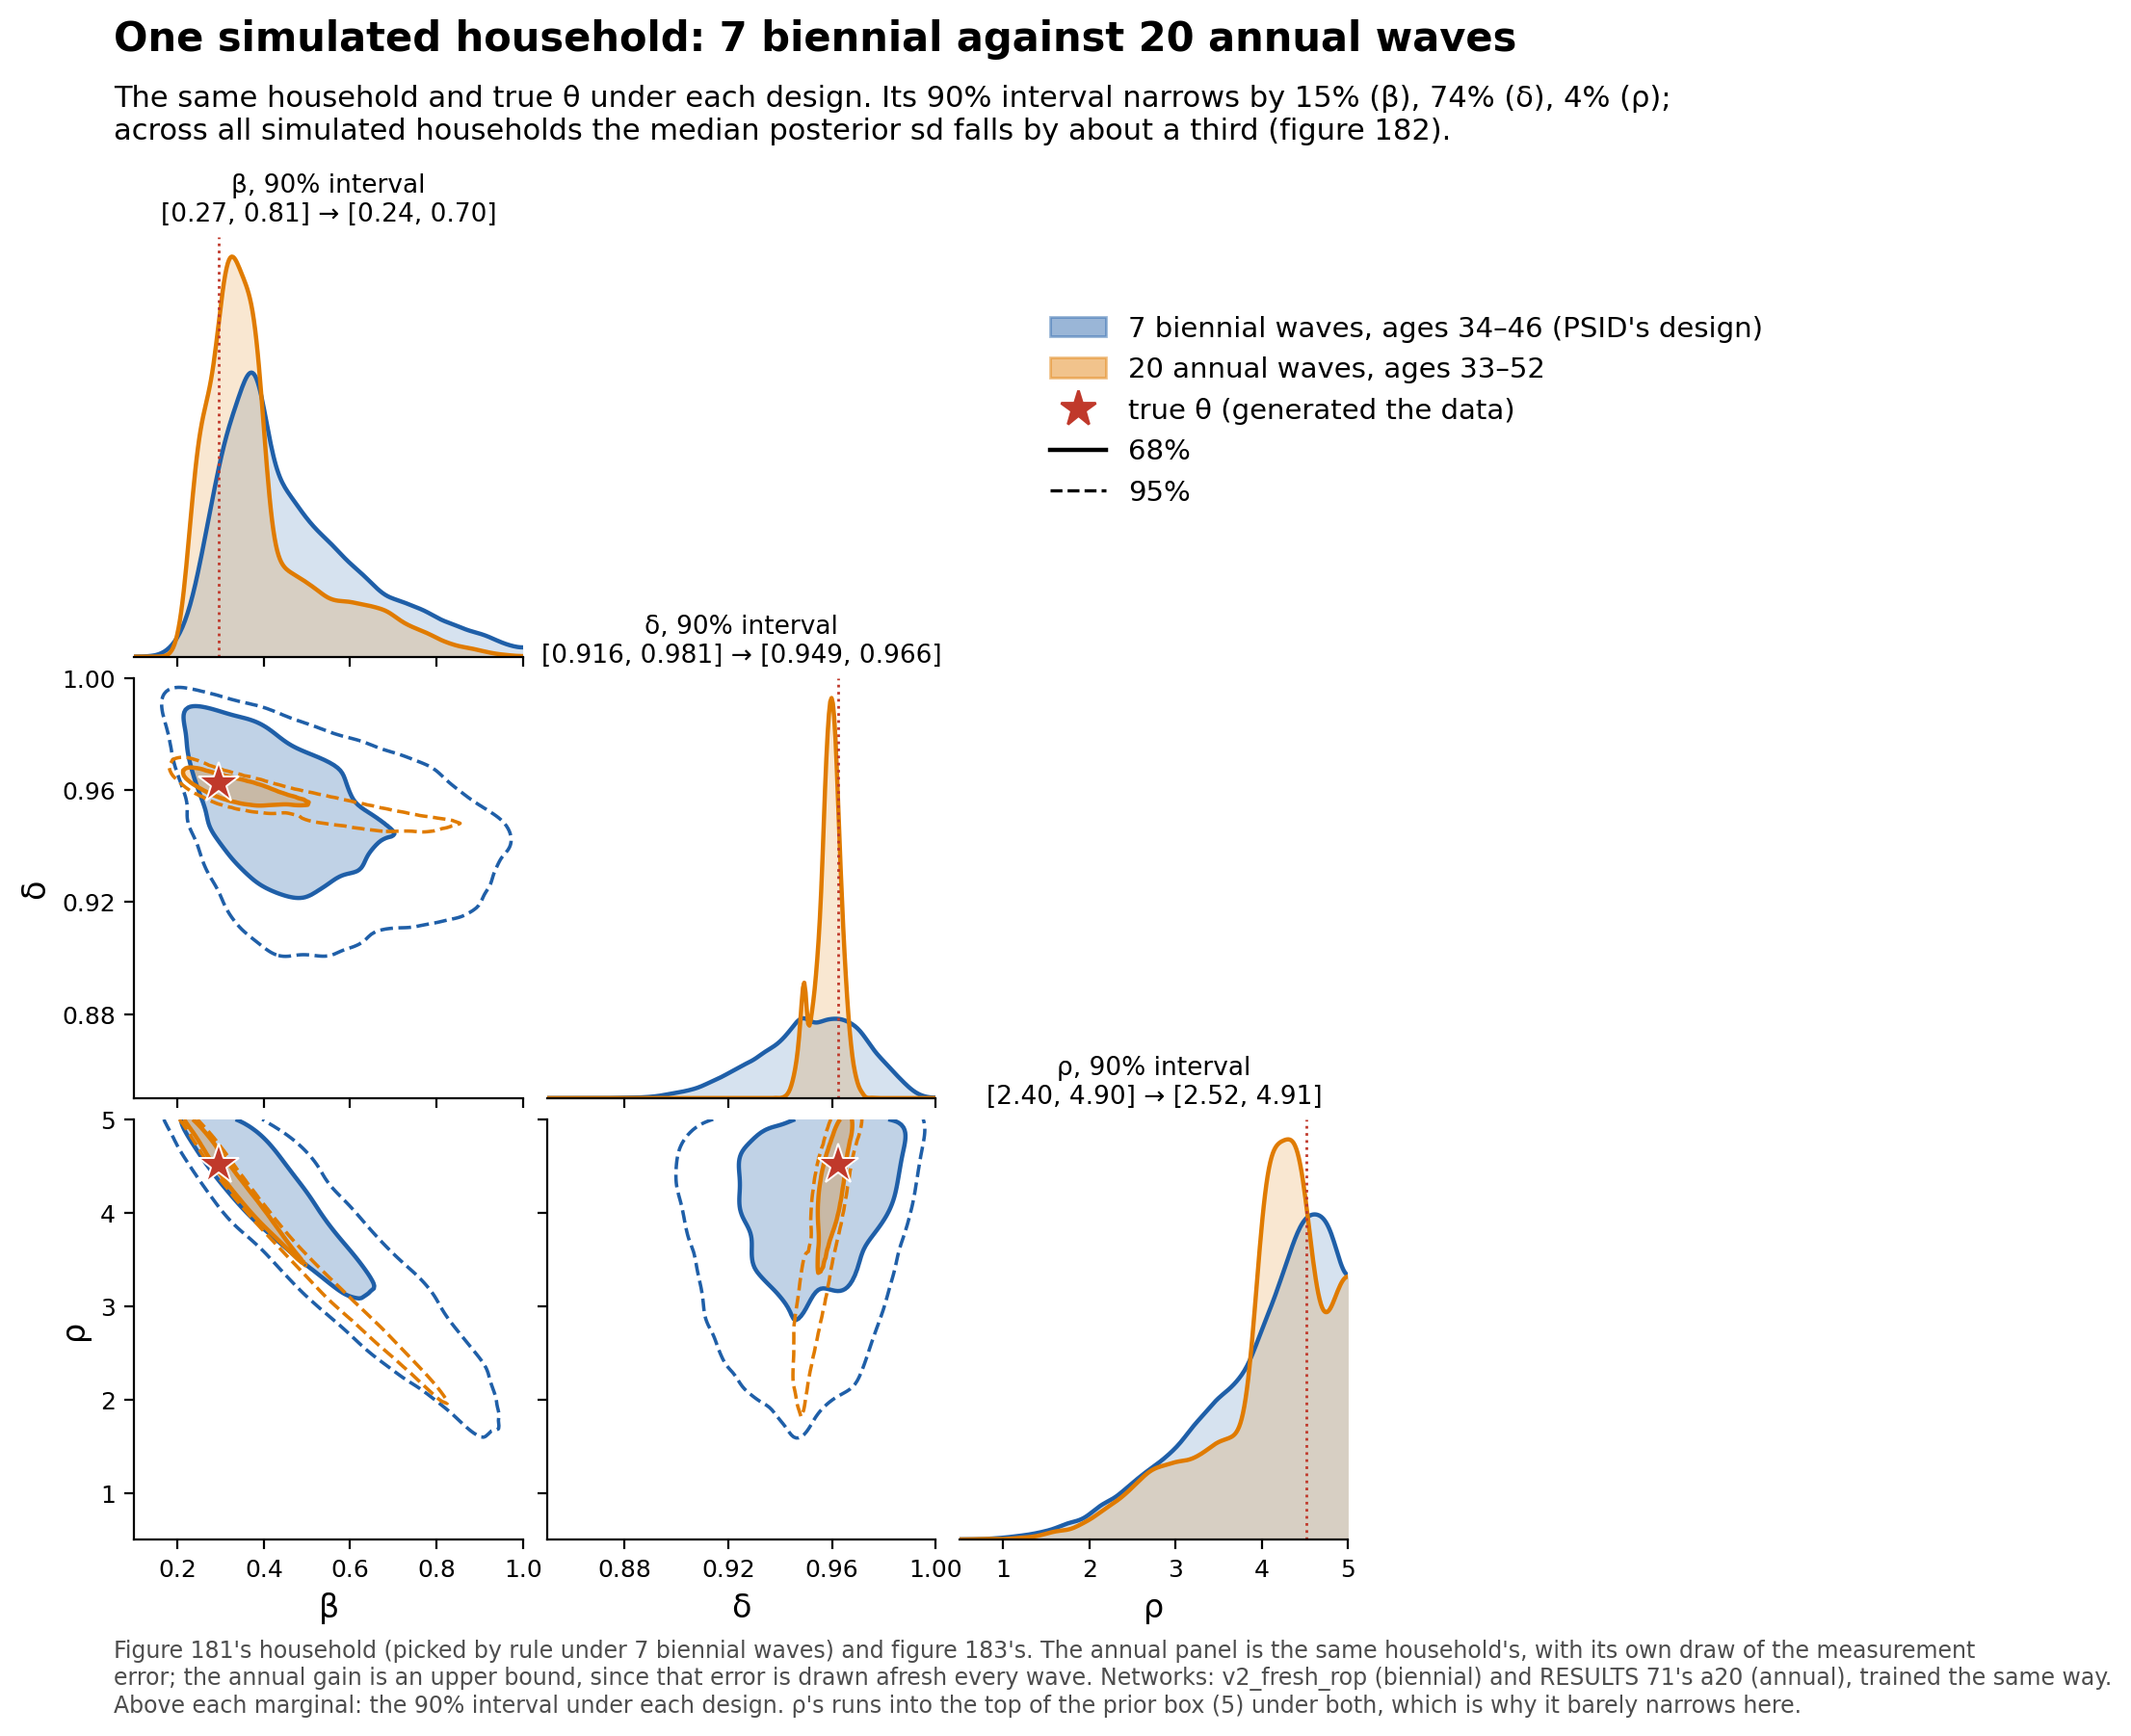 One simulated household: 7 biennial against 20 annual waves
The same household and true θ under each design. Its 90% interval narrows by 15% (β), 74% (δ), 4% (ρ);
across all simulated households the median posterior sd falls by about a third (figure 182).
β, 90% interval
[0.27, 0.81] → [0.24, 0.70]
7 biennial waves, ages 34–46 (PSID's design)
20 annual waves, ages 33–52
true θ (generated the data)
68%
95%
δ, 90% interval
[0.916, 0.981] → [0.949, 0.966]
1.00
0.96
0.92
0.88
δ
ρ, 90% interval
[2.40, 4.90] → [2.52, 4.91]
5
4
3
2
1
ρ
0.2 0.4 0.6 0.8 1.0
0.88 0.92 0.96 1.00
1 2 3 4 5
β
δ
ρ
Figure 181's household (picked by rule under 7 biennial waves) and figure 183's. The annual panel is the same household's, with its own draw of the measurement
error; the annual gain is an upper bound, since that error is drawn afresh every wave. Networks: v2_fresh_rop (biennial) and RESULTS 71's a20 (annual), trained the same way.
Above each marginal: the 90% interval under each design. ρ's runs into the top of the prior box (5) under both, which is why it barely narrows here.